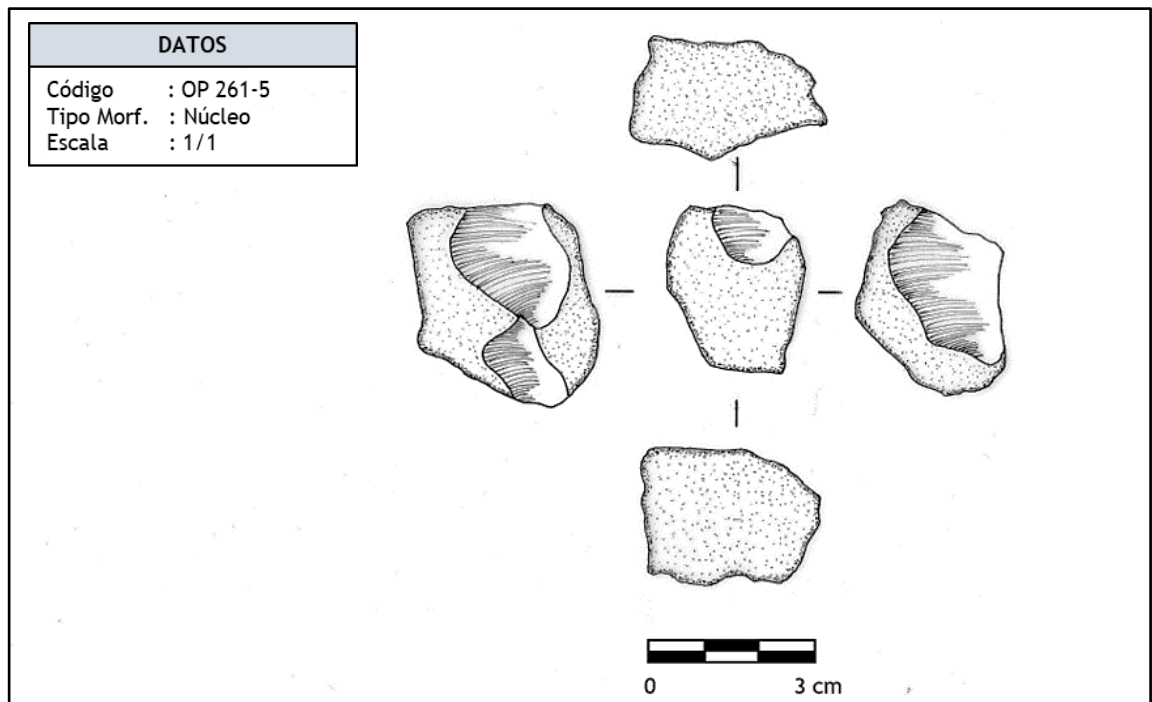 DATOS
Código : OP 261-5
Tipo Morf. : Núcleo
Escala : 1/1
0 3 cm